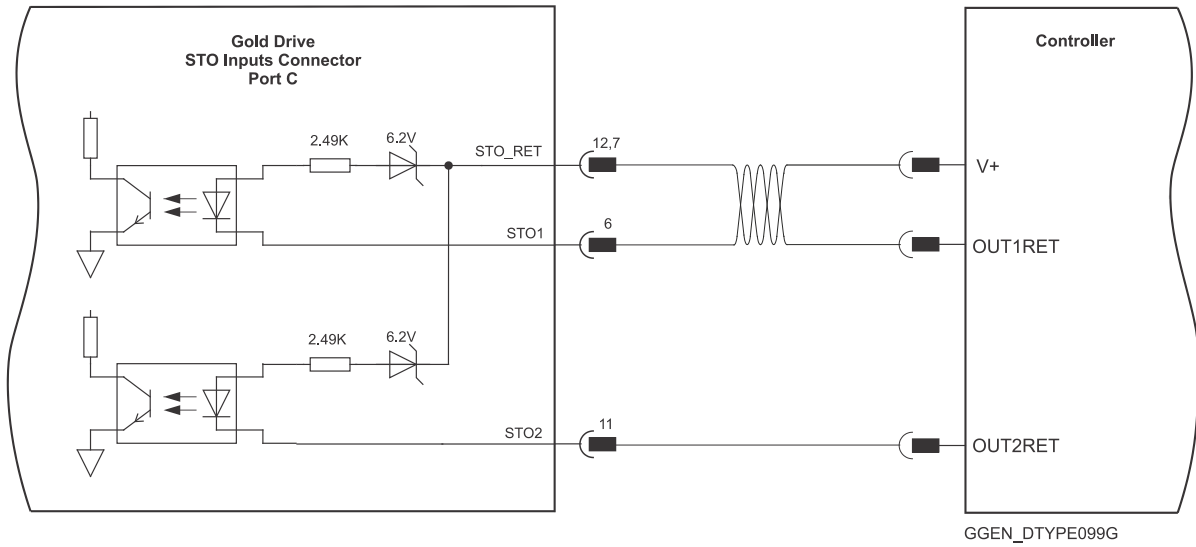 Gold Drive
STO Inputs Connector
Port C
Controller
2.49K
6.2V
STO_RET
12,7
V+
STO1
6
OUT1RET
2.49K
6.2V
STO2
11
OUT2RET
GGEN_DTYPE099G